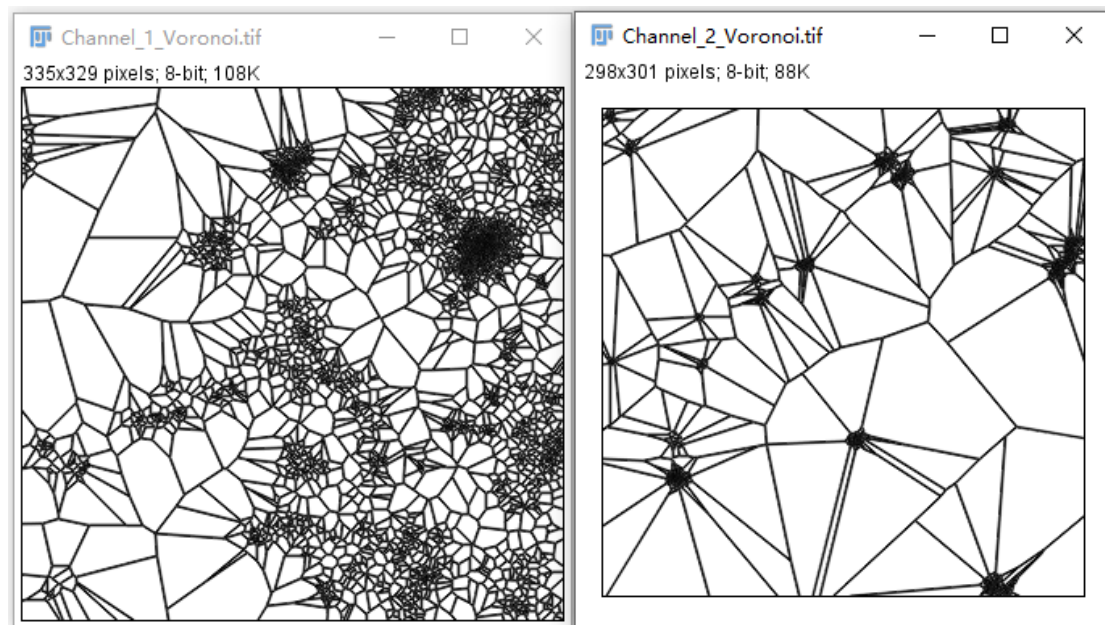 Channel_1_Voronoi.tif
335x329 pixels; 8-bit; 108K
Channel_2_Voronoi.tif
298x301 pixels; 8-bit; 88K